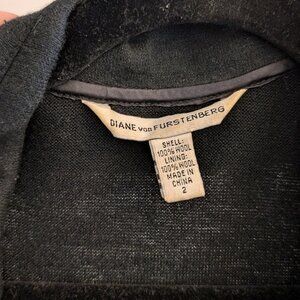 DIANE VON FURSTENBERG
SHELL:
100% WOOL
LINING:
100% WOOL
MADE IN
CHINA
2